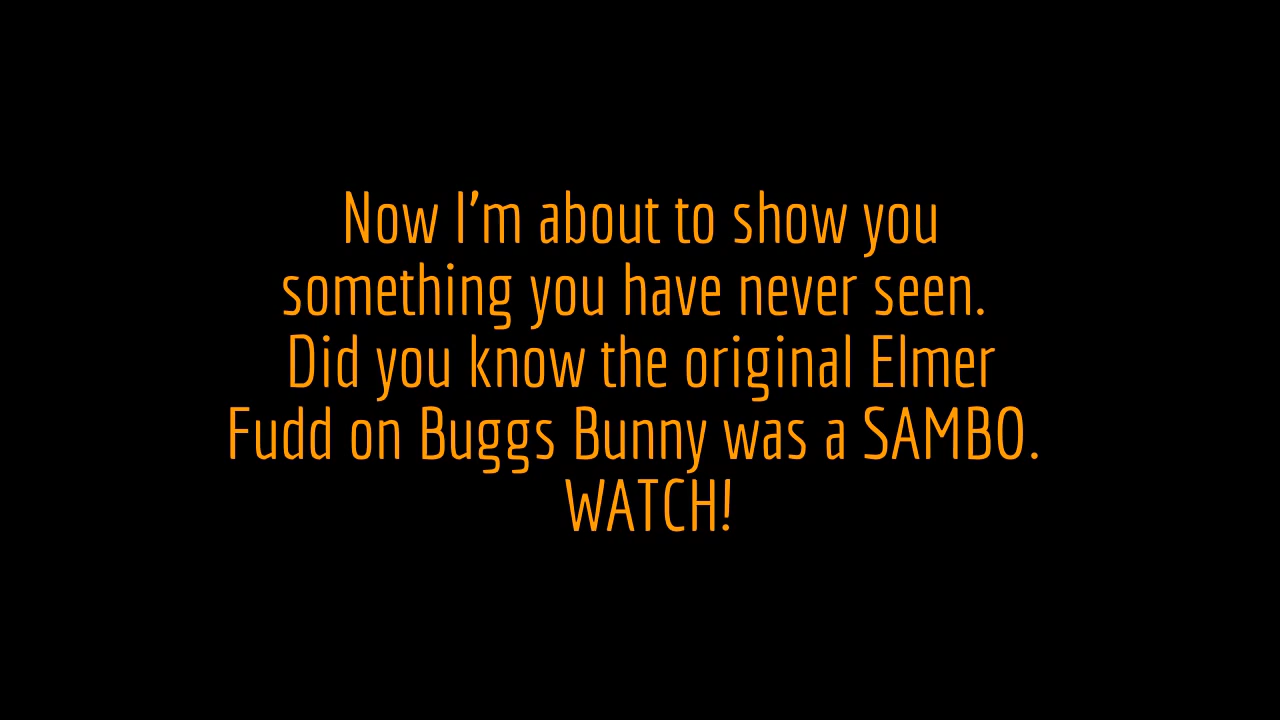 Now I'm about to show you
something you have never seen.
Did you know the original Elmer
Fudd on Buggs Bunny was a SAMBO.
WATCH!